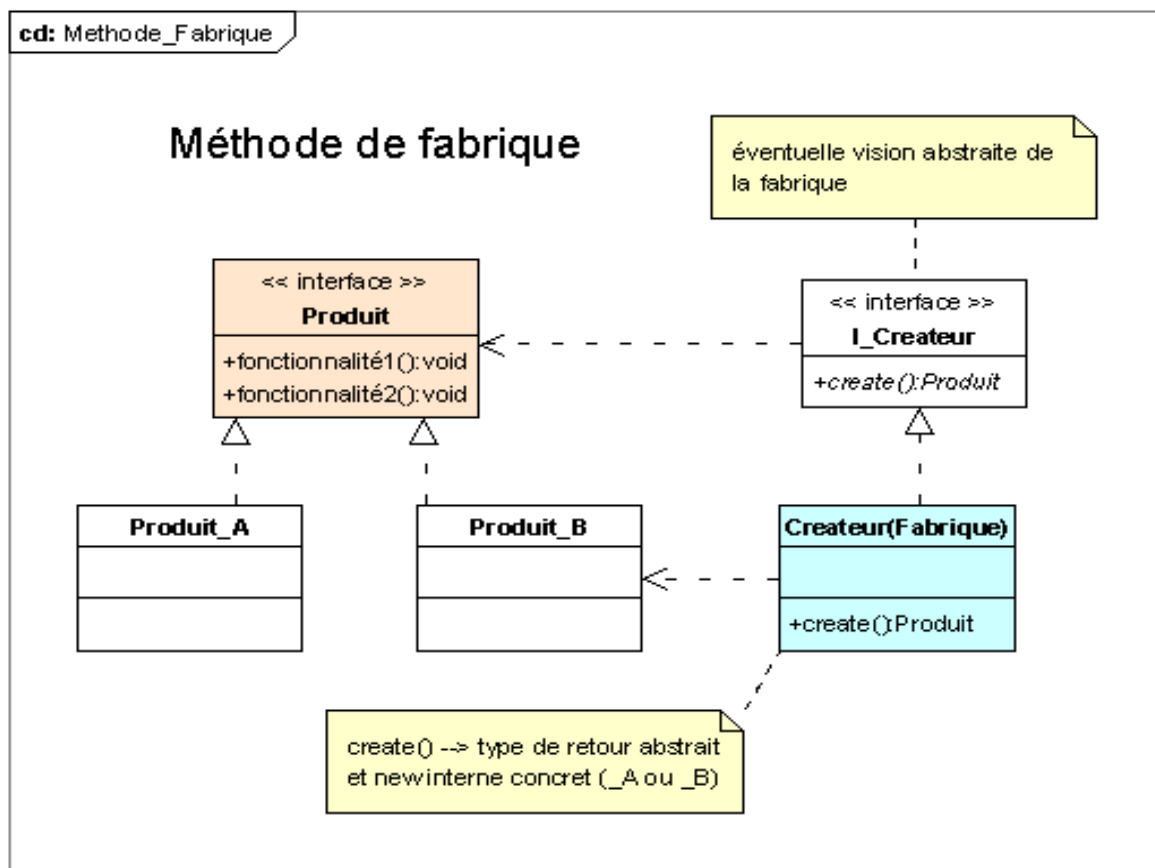 cd: Methode_Fabrique
Méthode de fabrique
éventuelle vision abstraite de
la fabrique
<< interface >>
Produit
+fonctionnalité1():void
+fonctionnalité2():void
<< interface >>
I_Createur
+create():Produit
Produit_A
Produit_B
Createur(Fabrique)
+create():Produit
create() --> type de retour abstrait
et new interne concret (_A ou _B)